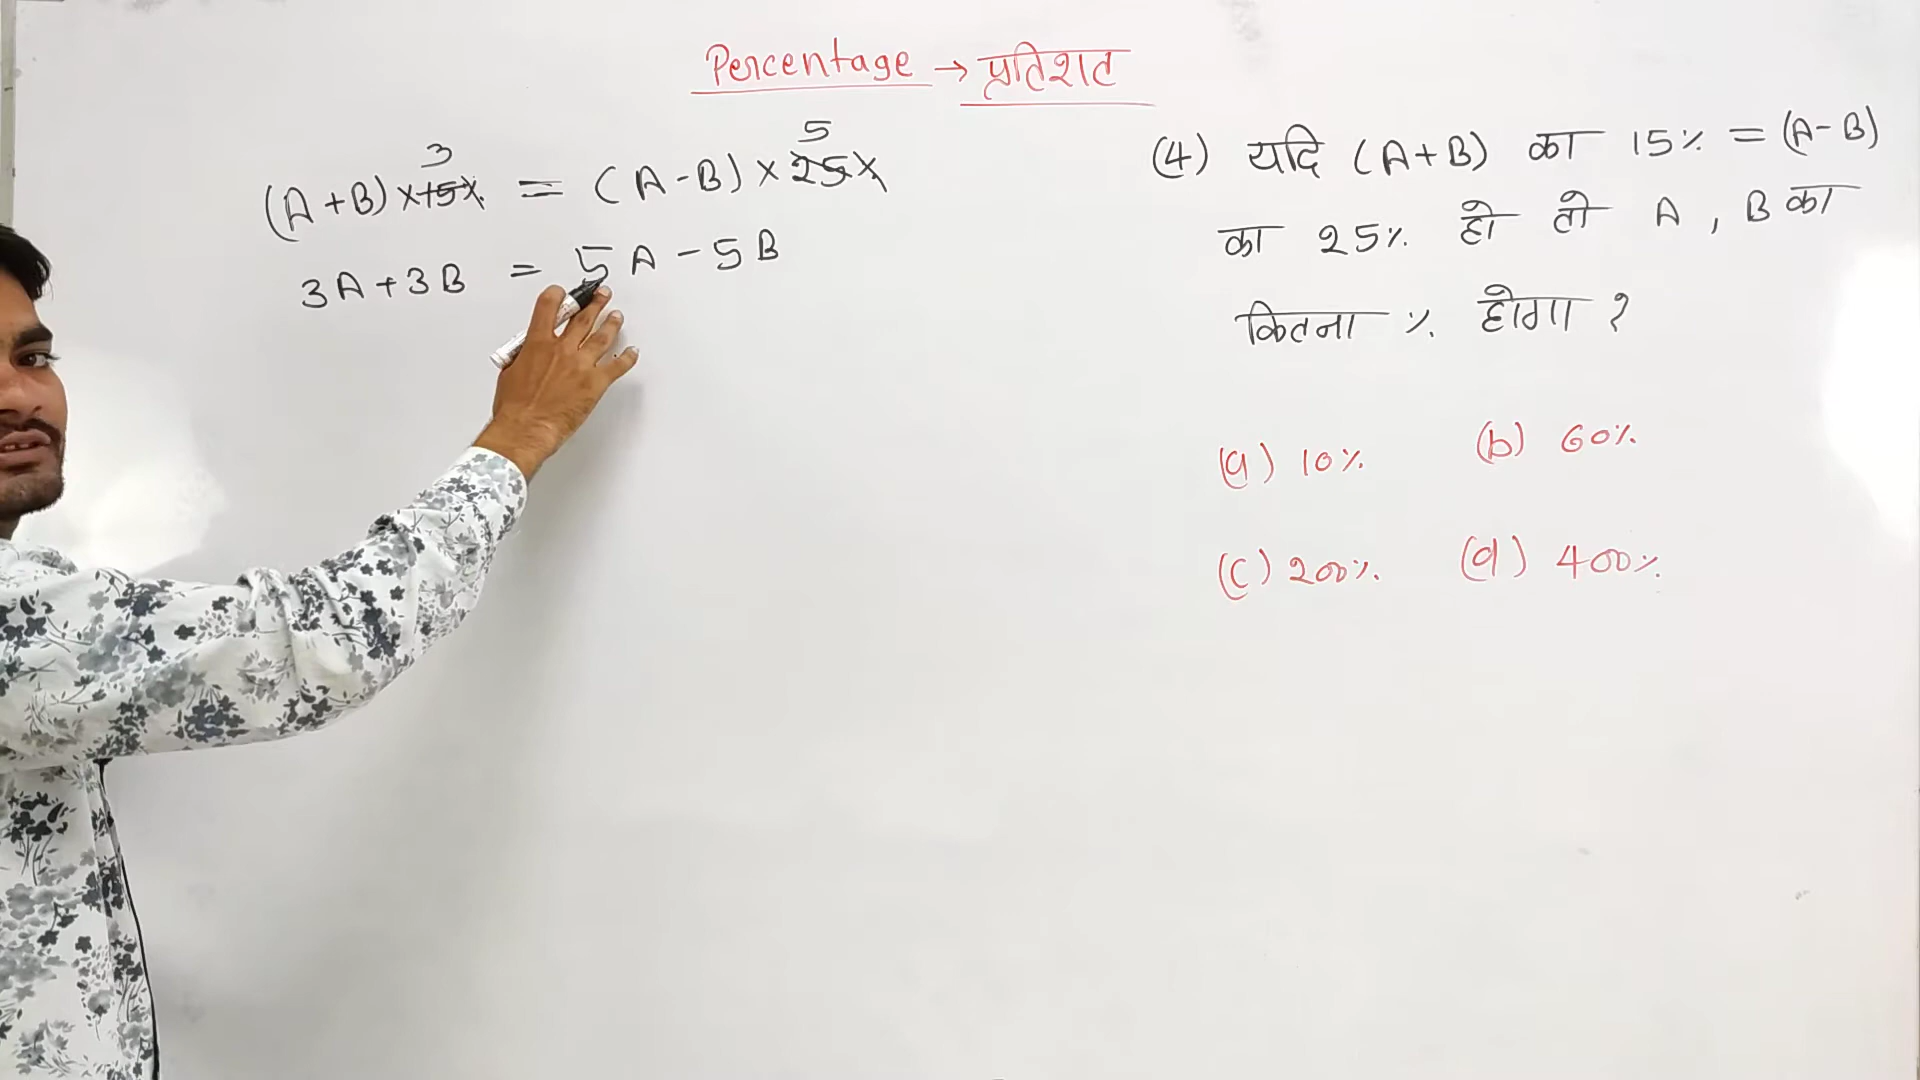 Percentage → प्रतिशत
3 5
(A+B)×15% = (A-B)×25%
3A+3B = 5A-5B
(4) यदि (A+B) का 15% = (A-B)
का 25% हो तो A, B का
कितना % होगा ?
(a) 10% (b) 60%
(c) 200% (d) 400%